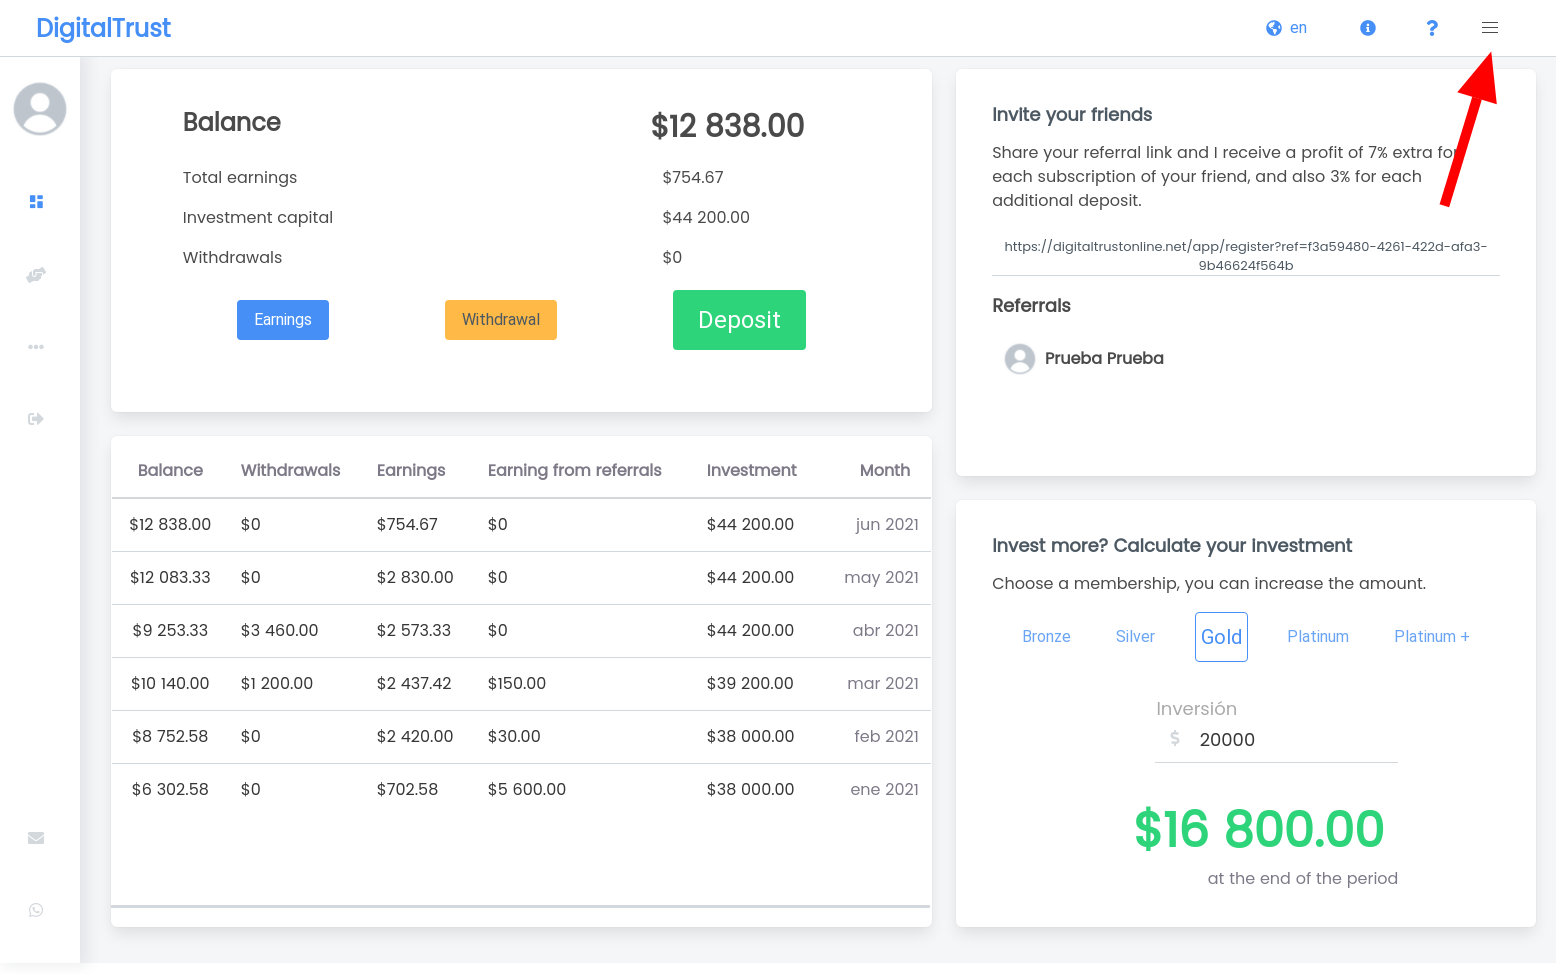 DigitalTrust
en
Balance
$12 838.00
Total earnings
$754.67
Investment capital
$44 200.00
Withdrawals
$0
Earnings
Withdrawal
Deposit
Balance Withdrawals Earnings Earning from referrals Investment Month
$12 838.00 $0 $754.67 $0 $44 200.00 jun 2021
$12 083.33 $0 $2 830.00 $0 $44 200.00 may 2021
$9 253.33 $3 460.00 $2 573.33 $0 $44 200.00 abr 2021
$10 140.00 $1 200.00 $2 437.42 $150.00 $39 200.00 mar 2021
$8 752.58 $0 $2 420.00 $30.00 $38 000.00 feb 2021
$6 302.58 $0 $702.58 $5 600.00 $38 000.00 ene 2021
Invite your friends
Share your referral link and I receive a profit of 7% extra for
each subscription of your friend, and also 3% for each
additional deposit.
https://digitaltrustonline.net/app/register?ref=f3a59480-4261-422d-afa3-
9b46624f564b
Referrals
Prueba Prueba
Invest more? Calculate your investment
Choose a membership, you can increase the amount.
Bronze Silver Gold Platinum Platinum +
Inversión
$ 20000
$16 800.00
at the end of the period